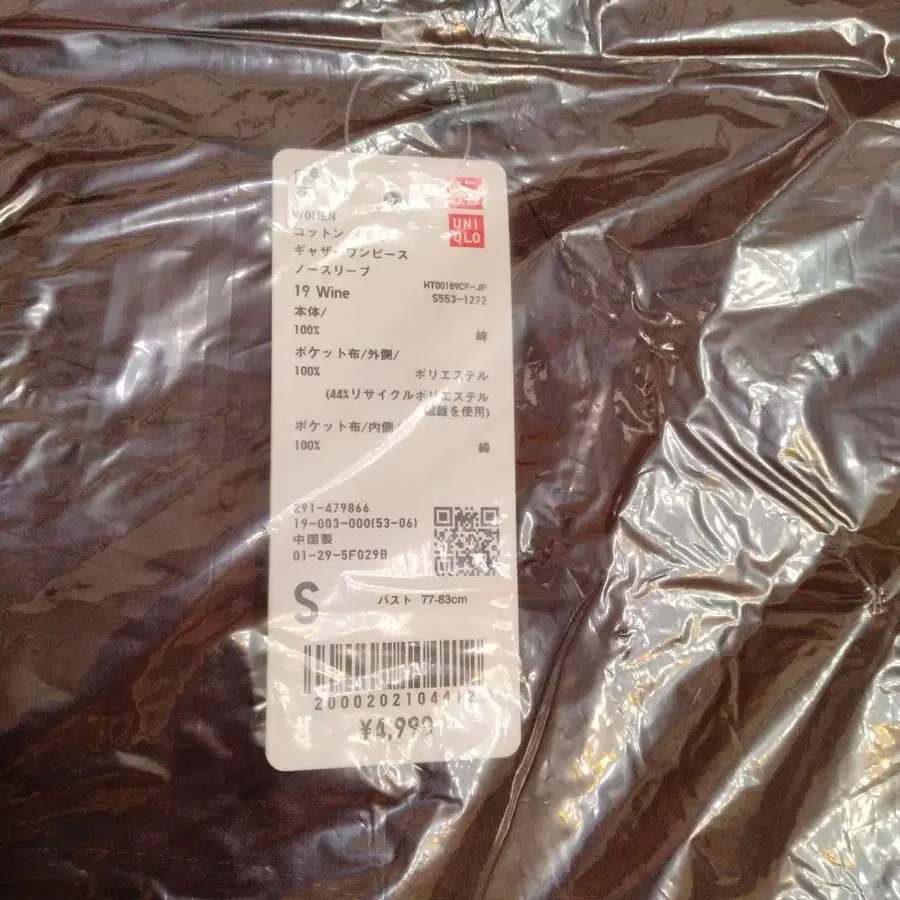 WOMEN
UNI
QLO
コットン
ギャザーワンピース
ノースリーブ
19 Wine
HT00189CF-JP
S553-1272
本体/
100% 綿
ポケット布/外側/
100% ポリエステル
(44%リサイクルポリエステル
繊維を使用)
ポケット布/内側/
100% 綿
291-479866
19-003-000(53-06)
中国製
01-29-5F029B
S バスト 77-83cm
2000202104412
¥4,990